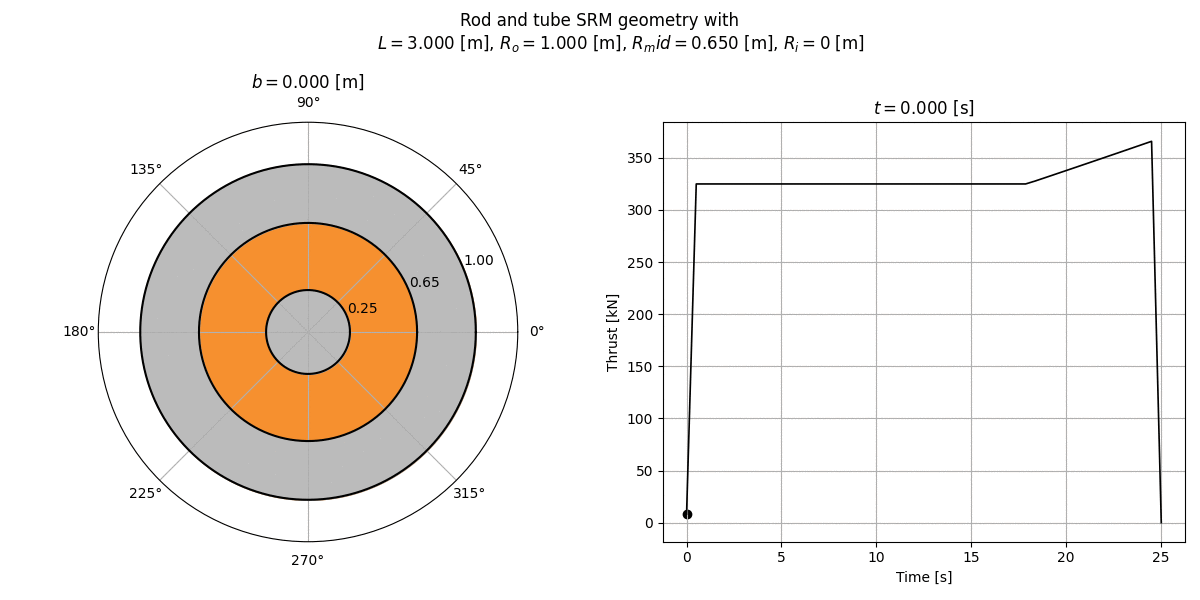 Rod and tube SRM geometry with
L = 3.000 [m], R_o = 1.000 [m], R_mid = 0.650 [m], R_i = 0 [m]
b = 0.000 [m]
90°
135°
45°
1.00
0.65
0.25
180°
0°
225°
315°
270°
t = 0.000 [s]
Thrust [kN]
350
300
250
200
150
100
50
0
0 5 10 15 20 25
Time [s]